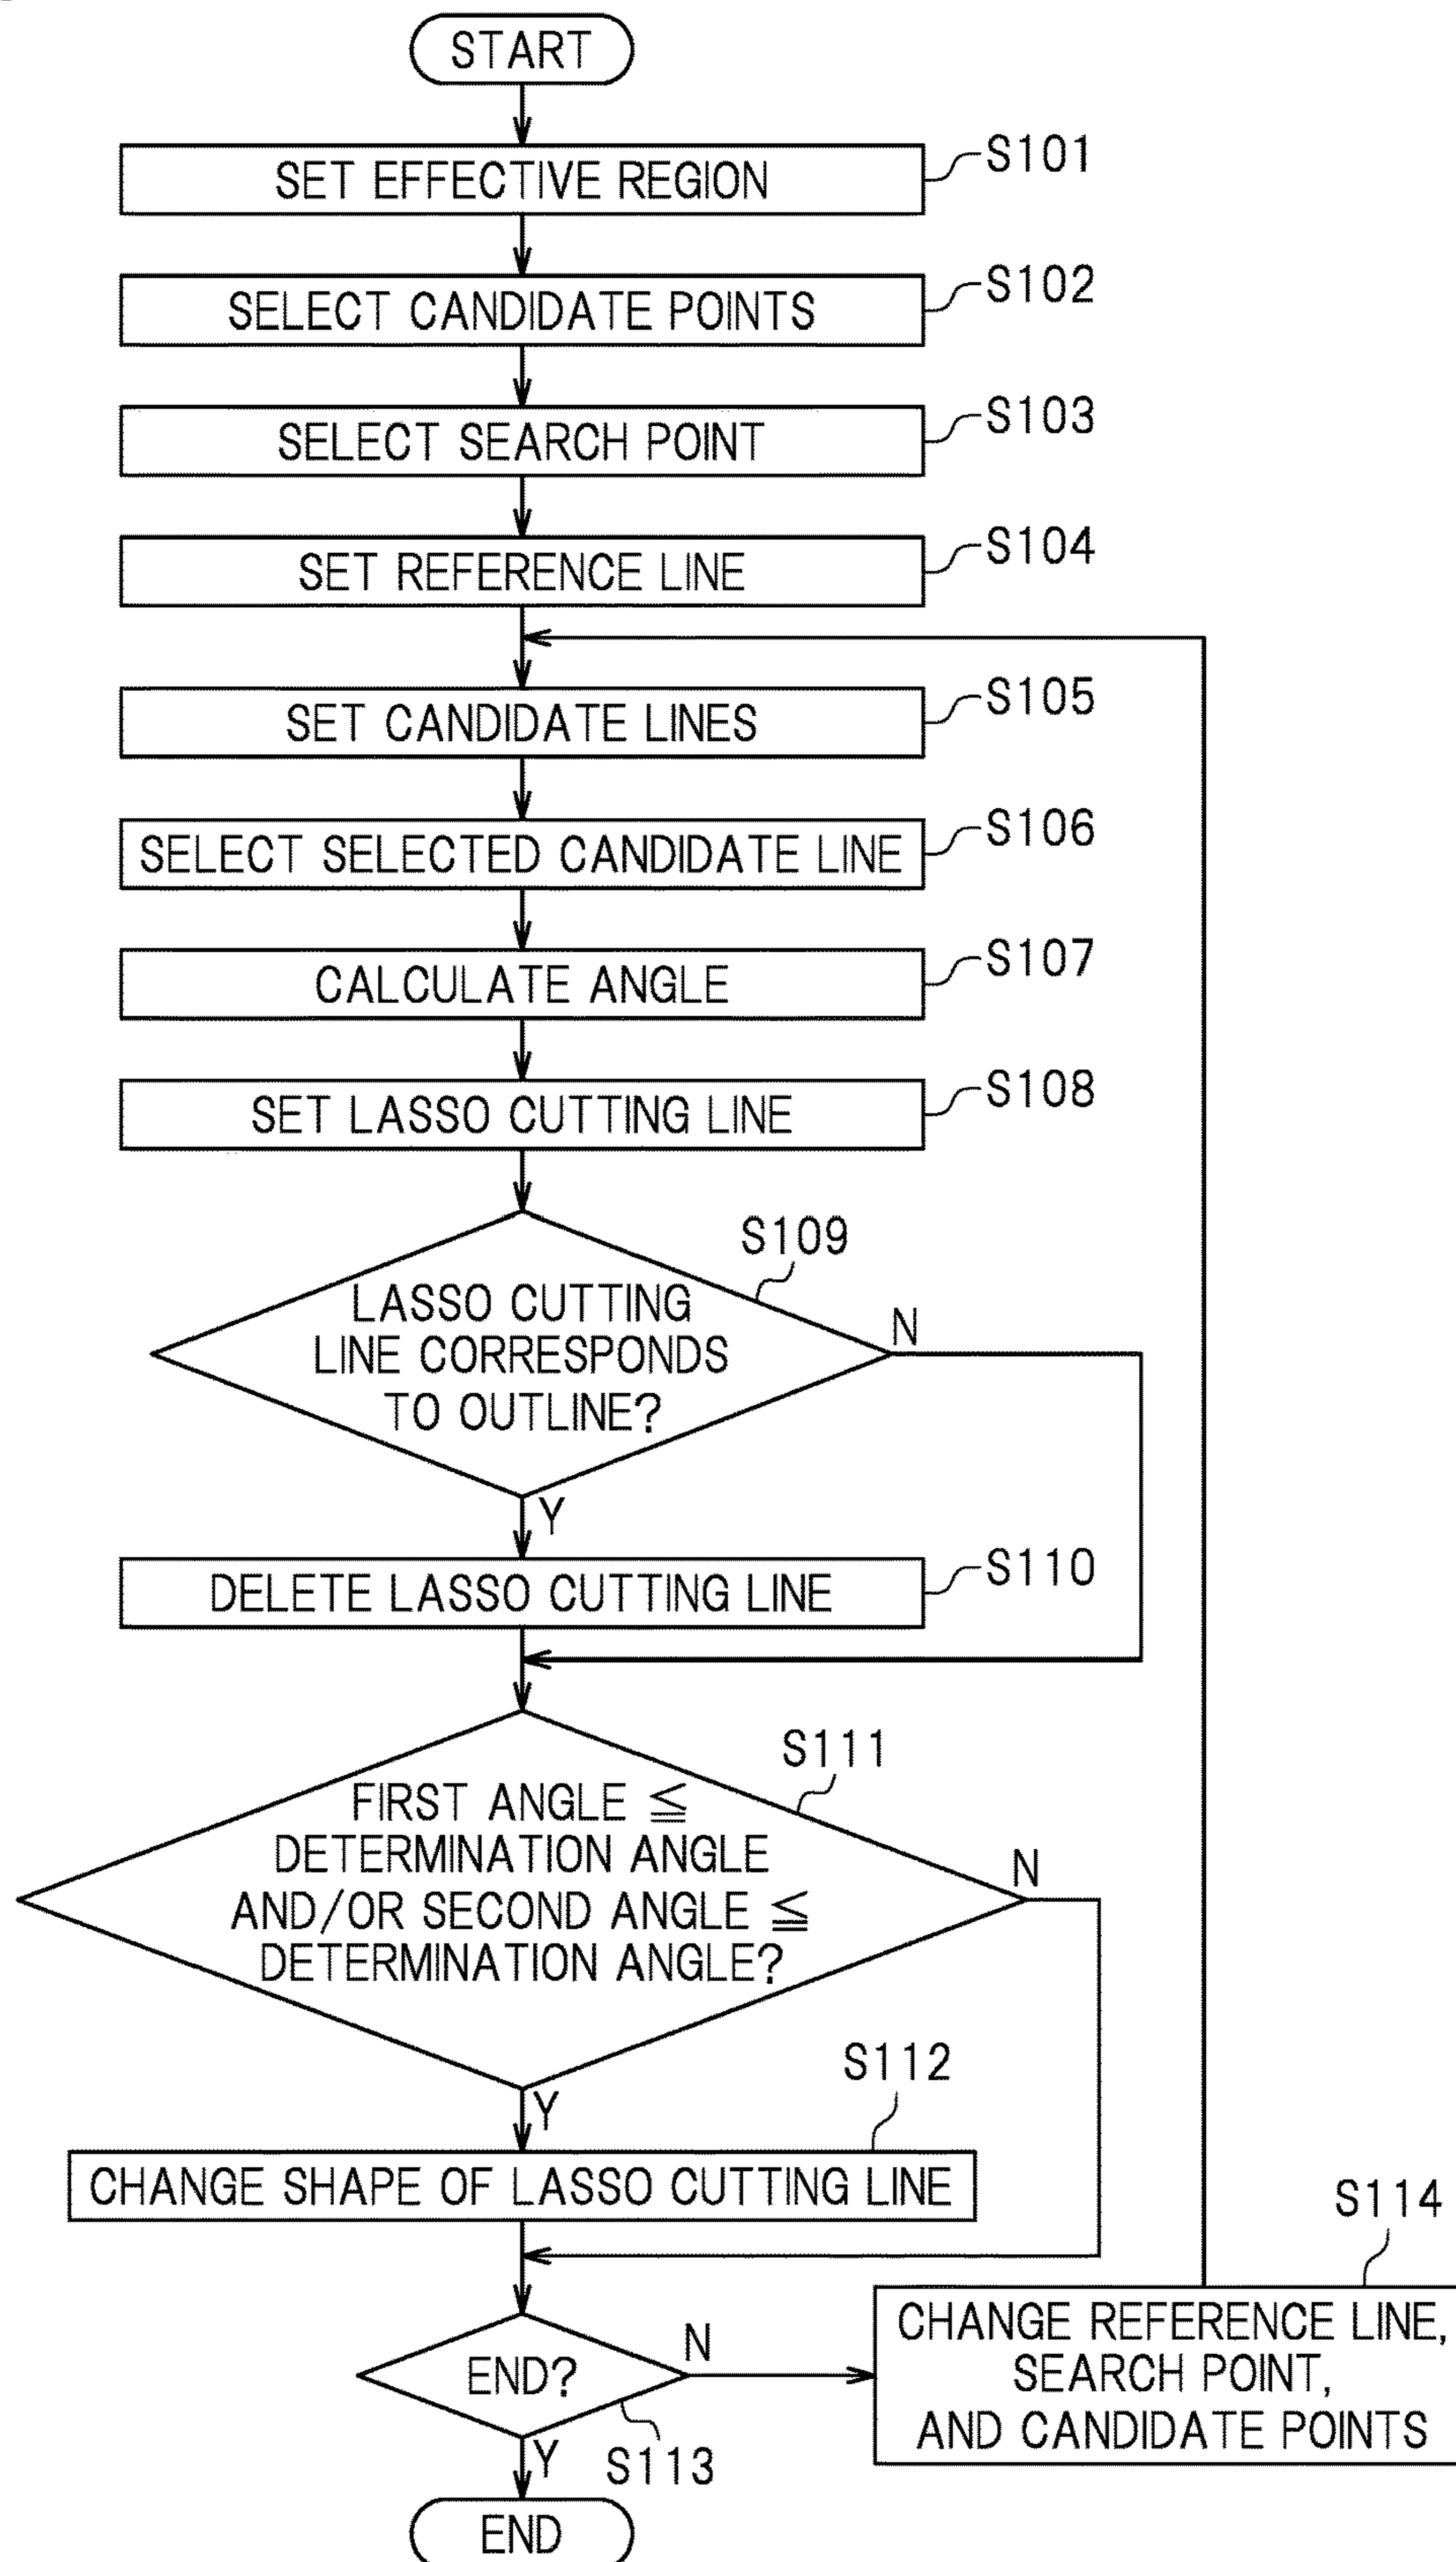 START
SET EFFECTIVE REGION
S101
SELECT CANDIDATE POINTS
S102
SELECT SEARCH POINT
S103
SET REFERENCE LINE
S104
SET CANDIDATE LINES
S105
SELECT SELECTED CANDIDATE LINE
S106
CALCULATE ANGLE
S107
SET LASSO CUTTING LINE
S108
S109
LASSO CUTTING
LINE CORRESPONDS
TO OUTLINE?
N
Y
DELETE LASSO CUTTING LINE
S110
S111
FIRST ANGLE ≦
DETERMINATION ANGLE
AND/OR SECOND ANGLE ≦
DETERMINATION ANGLE?
N
Y
S112
CHANGE SHAPE OF LASSO CUTTING LINE
S114
CHANGE REFERENCE LINE,
SEARCH POINT,
AND CANDIDATE POINTS
END?
N
Y
S113
END